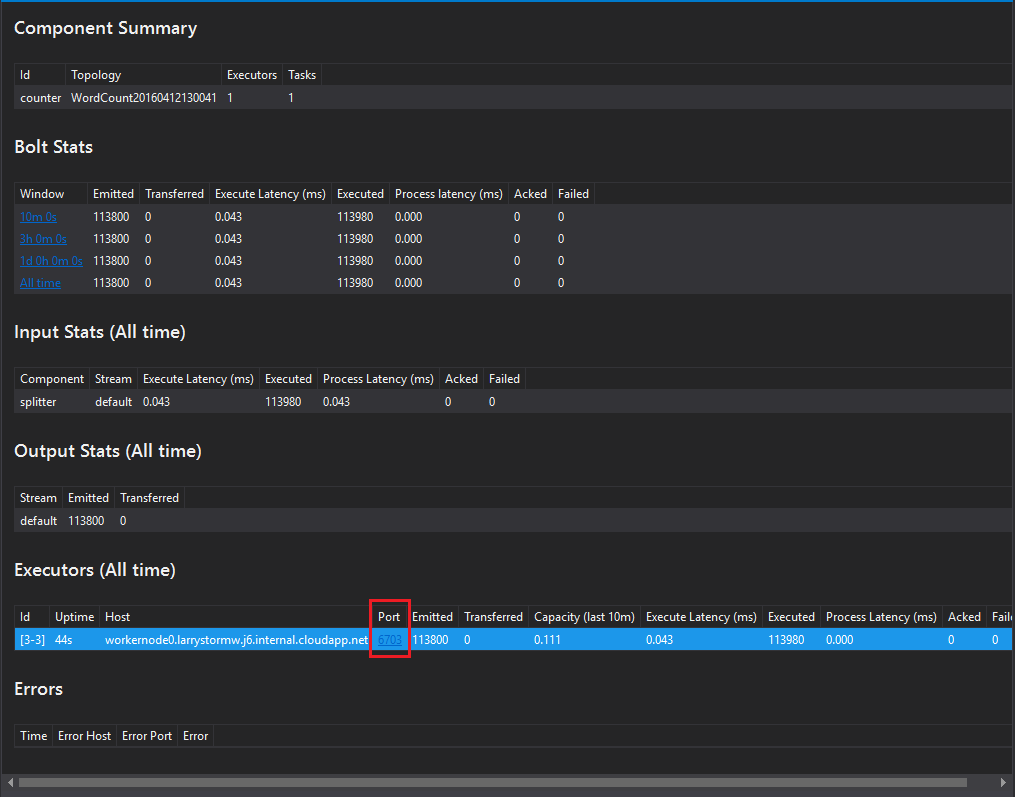 Component Summary
Id Topology Executors Tasks
counter WordCount20160412130041 1 1
Bolt Stats
Window Emitted Transferred Execute Latency (ms) Executed Process latency (ms) Acked Failed
10m 0s 113800 0 0.043 113980 0.000 0 0
3h 0m 0s 113800 0 0.043 113980 0.000 0 0
1d 0h 0m 0s 113800 0 0.043 113980 0.000 0 0
All time 113800 0 0.043 113980 0.000 0 0
Input Stats (All time)
Component Stream Execute Latency (ms) Executed Process Latency (ms) Acked Failed
splitter default 0.043 113980 0.043 0 0
Output Stats (All time)
Stream Emitted Transferred
default 113800 0
Executors (All time)
Id Uptime Host Port Emitted Transferred Capacity (last 10m) Execute Latency (ms) Executed Process Latency (ms) Acked Faile
[3-3] 44s workernode0.larrystormw.j6.internal.cloudapp.net 6703 113800 0 0.111 0.043 113980 0.000 0 0
Errors
Time Error Host Error Port Error